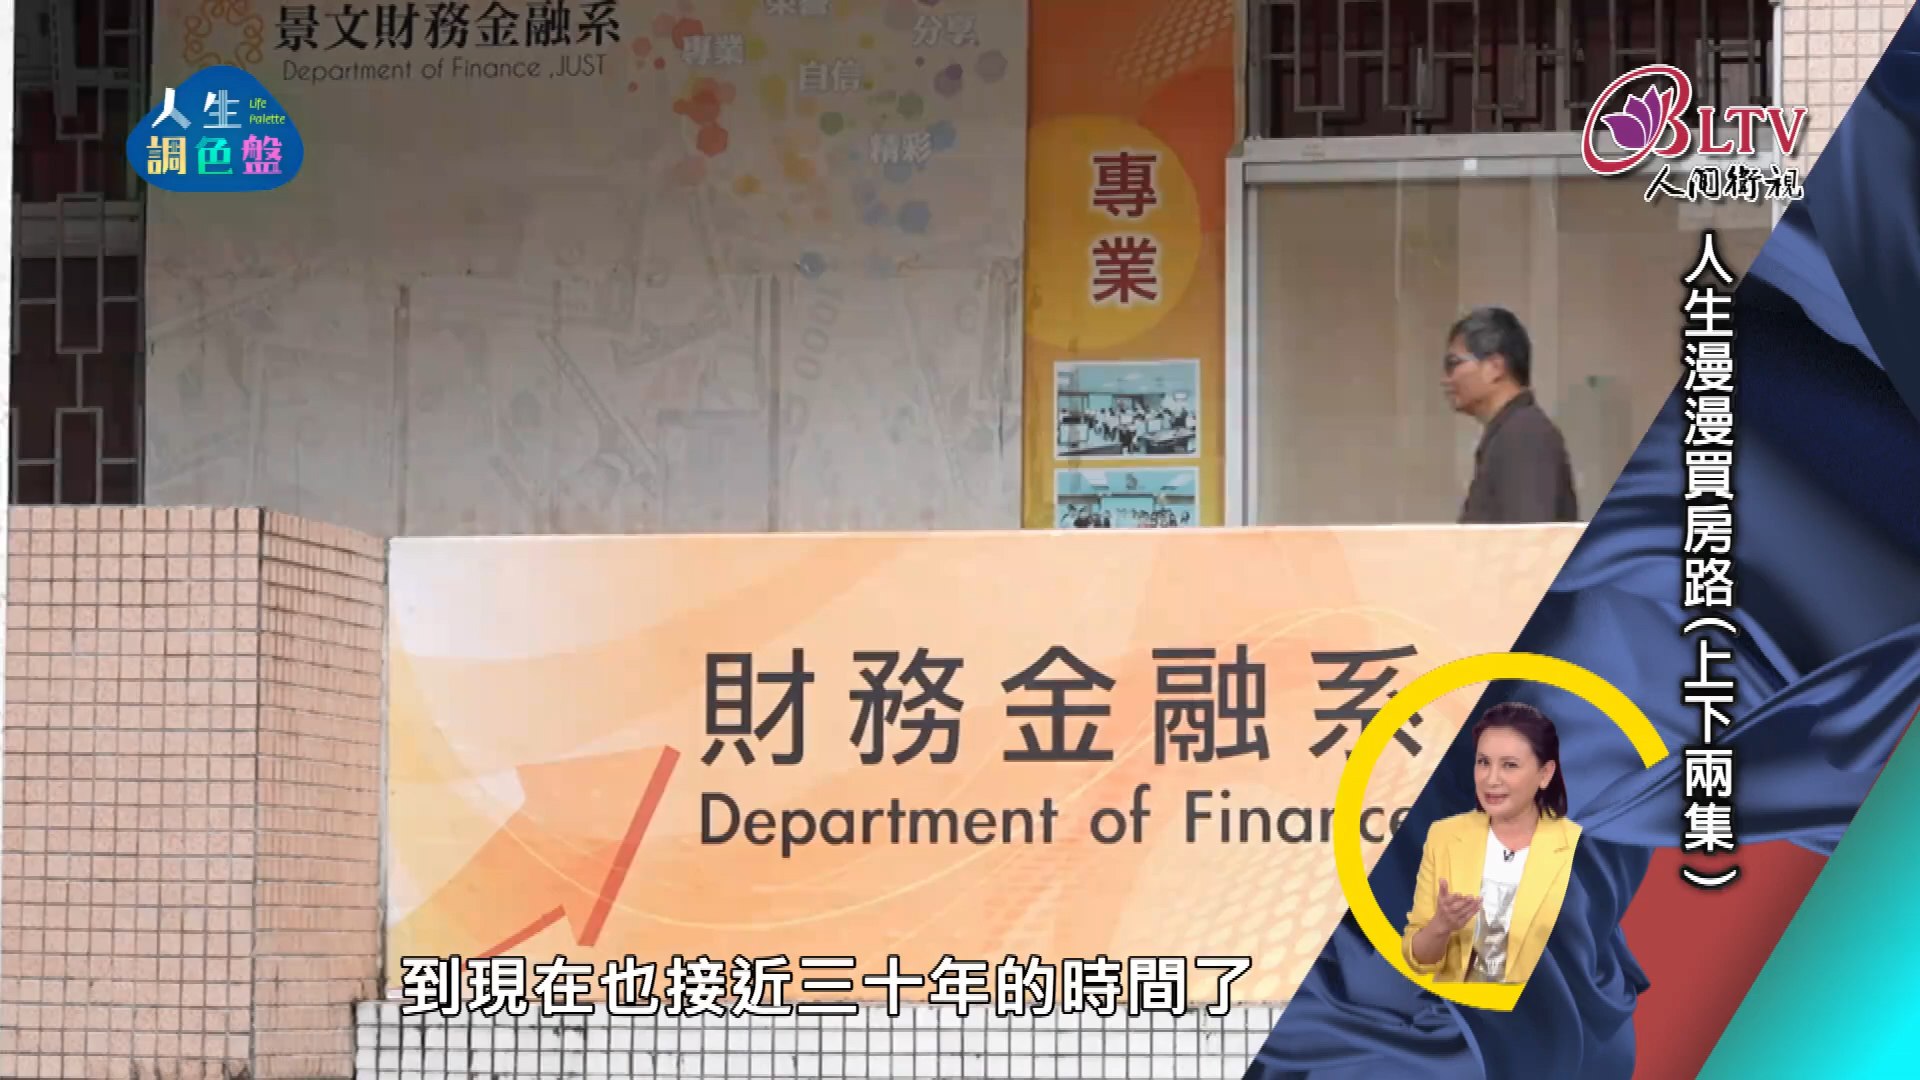 景文財務金融系
Department of Finance ,JUST
榮譽
分享
專業
自信
精彩
人生
Life
Palette
調色盤
BLTV
人間衛視
專業
人生漫漫買房路(上下兩集)
財務金融系
Department of Finance
到現在也接近三十年的時間了